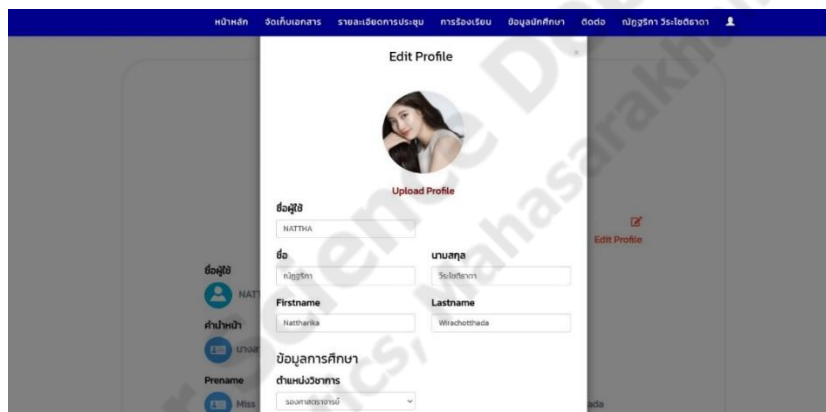 หน้าหลัก จัดเก็บเอกสาร รายละเอียดการประชุม การร้องเรียน ข้อมูลนักศึกษา ติดต่อ ณัฏฐริกา วีระโชติธาดา
Edit Profile
Upload Profile
ชื่อผู้ใช้
NATTHA
ชื่อ นามสกุล
ณัฏฐริกา วีระโชติธาดา
Firstname Lastname
Nattharika Wirachotthada
ข้อมูลการศึกษา
ตำแหน่งวิชาการ
รองศาสตราจารย์
Edit Profile
ชื่อผู้ใช้
NATT
คำนำหน้า
นางส
Prename
Miss
ada